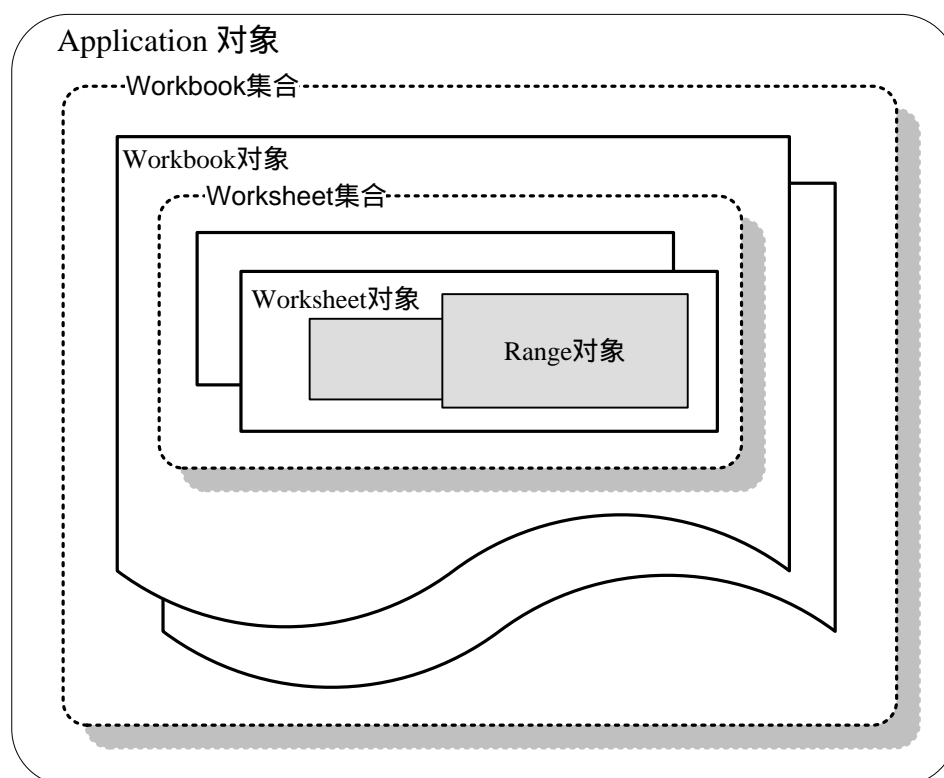 Application 对象
Workbook集合
Workbook对象
Worksheet集合
Worksheet对象
Range对象